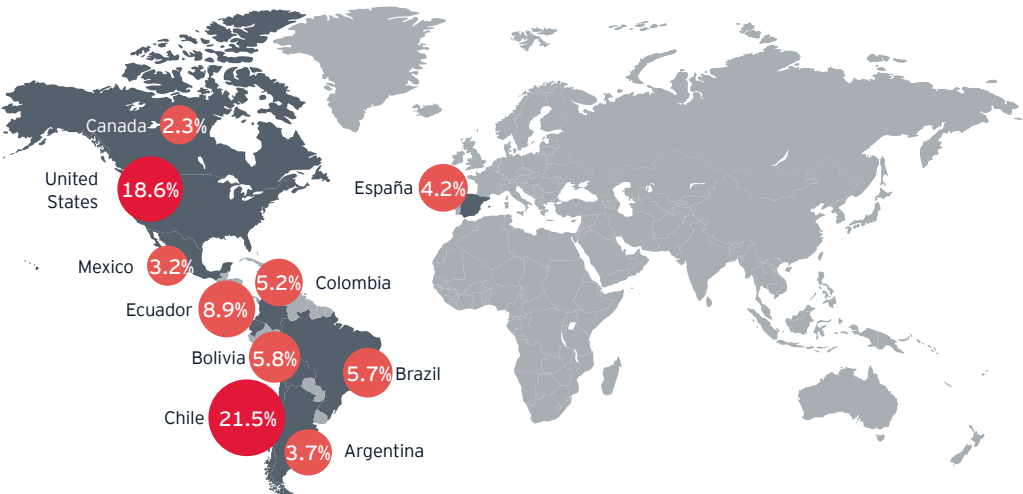 Canada 2.3%
United
States
18.6%
España 4.2%
Mexico 3.2%
5.2% Colombia
Ecuador 8.9%
Bolivia 5.8%
5.7% Brazil
Chile 21.5%
3.7% Argentina